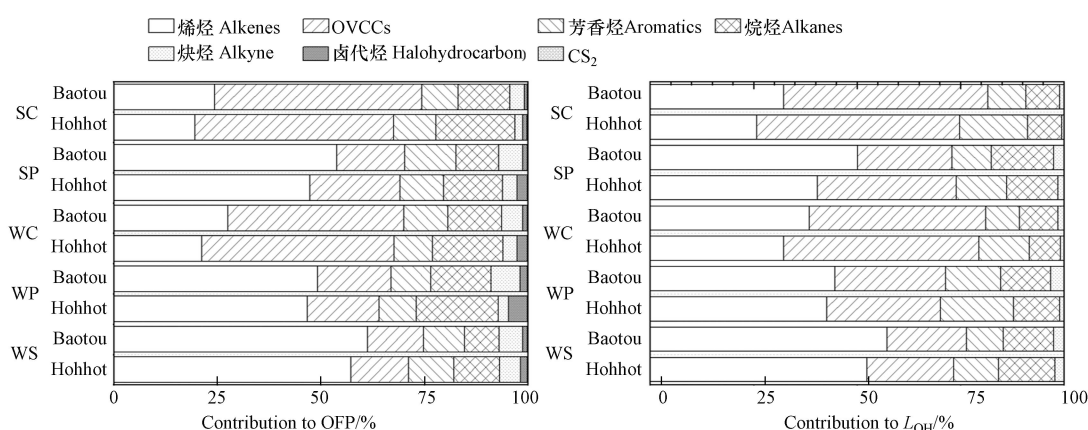 烯烃 Alkenes OVCCs 芳香烃Aromatics 烷烃Alkanes
炔烃 Alkyne 卤代烃 Halohydrocarbon CS₂
SC Baotou
Hohhot
SP Baotou
Hohhot
WC Baotou
Hohhot
WP Baotou
Hohhot
WS Baotou
Hohhot
0 25 50 75 100
Contribution to OFP/%
SC Baotou
Hohhot
SP Baotou
Hohhot
WC Baotou
Hohhot
WP Baotou
Hohhot
WS Baotou
Hohhot
0 25 50 75 100
Contribution to L_OH/%